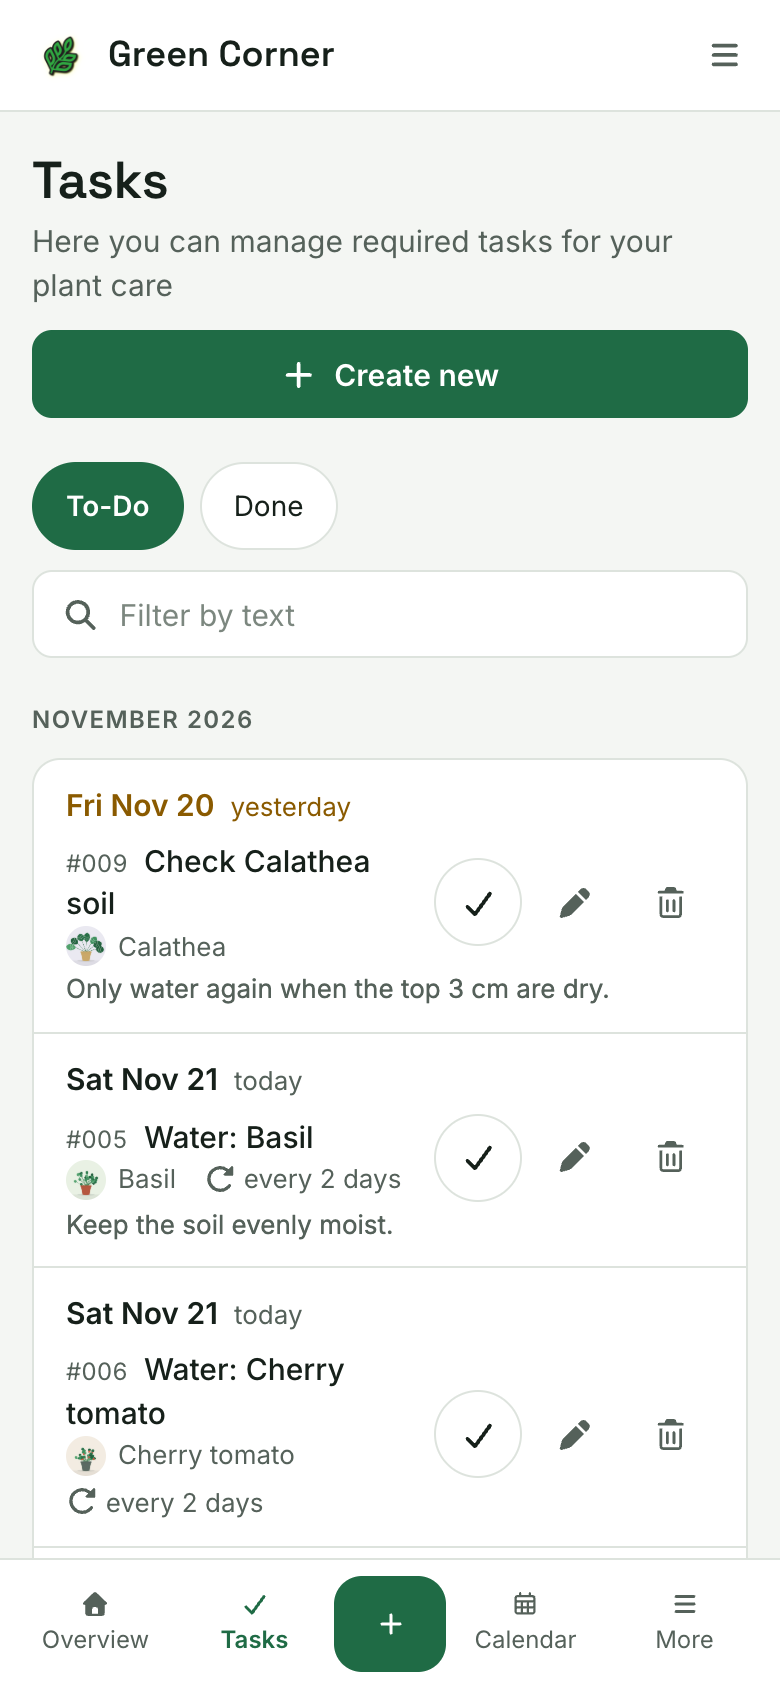 Green Corner
Tasks
Here you can manage required tasks for your
plant care
Create new
To-Do
Done
Filter by text
NOVEMBER 2026
Fri Nov 20 yesterday
#009 Check Calathea
soil
Calathea
Only water again when the top 3 cm are dry.
Sat Nov 21 today
#005 Water: Basil
Basil every 2 days
Keep the soil evenly moist.
Sat Nov 21 today
#006 Water: Cherry
tomato
Cherry tomato
every 2 days
Overview
Tasks
Calendar
More